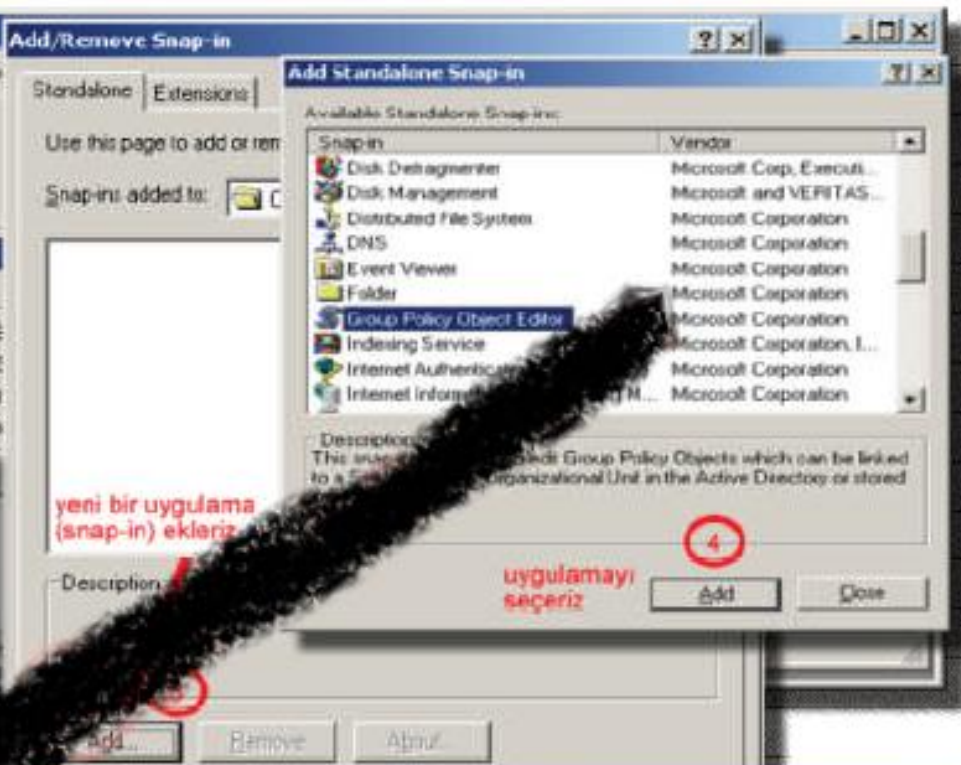 Add/Remove Snap-in
Standalone Extensions
Use this page to add or rem
Snap-ins added to:
yeni bir uygulama
(snap-in) ekleriz
Description
Add... Remove About...
Add Standalone Snap-in
Available Standalone Snap-ins:
Snap-in Vendor
Disk Defragmenter Microsoft Corp, Executi...
Disk Management Microsoft and VERITAS...
Distributed File System Microsoft Corporation
DNS Microsoft Corporation
Event Viewer Microsoft Corporation
Folder Microsoft Corporation
Group Policy Object Editor Microsoft Corporation
Indexing Service Microsoft Corporation, I...
Internet Microsoft Corporation
Internet M... Microsoft Corporation
Description
This Group Policy Objects which can be linked
to a Organizational Unit in the Active Directory or stored
4
uygulamayı
seçeriz
Add Close